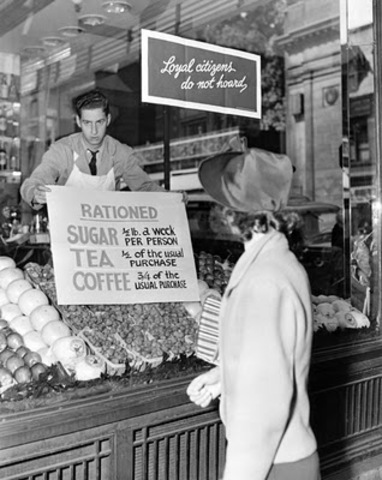 Loyal citizens
do not hoard
RATIONED
SUGAR ½ lb. a week
PER PERSON
TEA ½ of the usual
PURCHASE
COFFEE 3/4 of the
USUAL PURCHASE